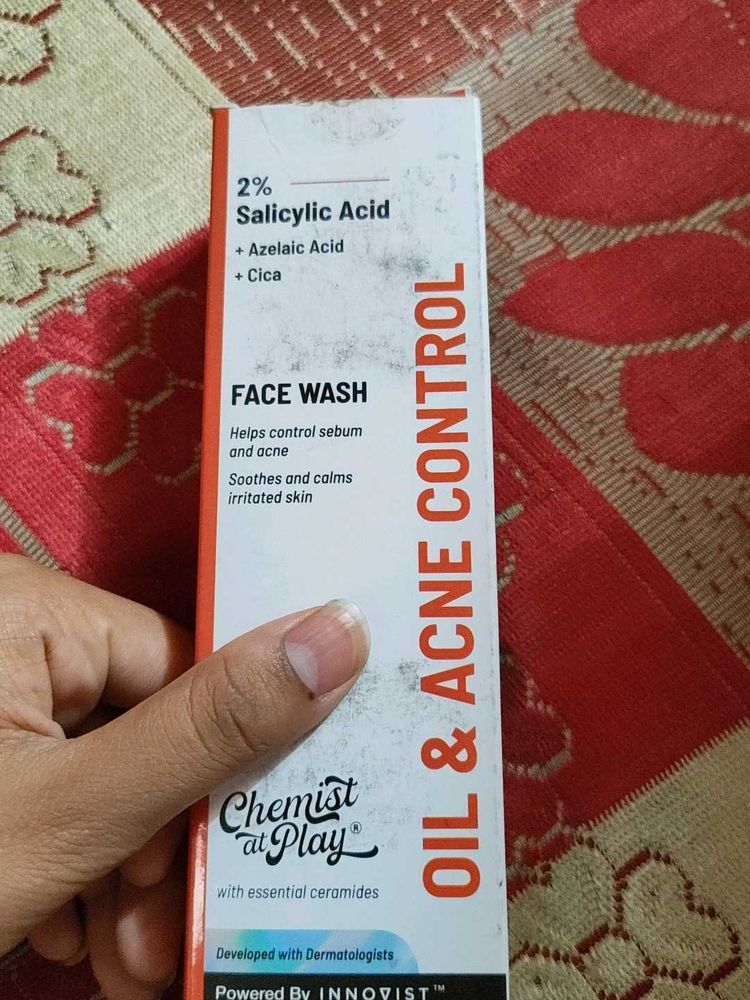 2%
Salicylic Acid
+ Azelaic Acid
+ Cica
FACE WASH
Helps control sebum
and acne
Soothes and calms
irritated skin
OIL & ACNE CONTROL
Chemist
at Play®
with essential ceramides
Developed with Dermatologists
Powered By INNOVIST™